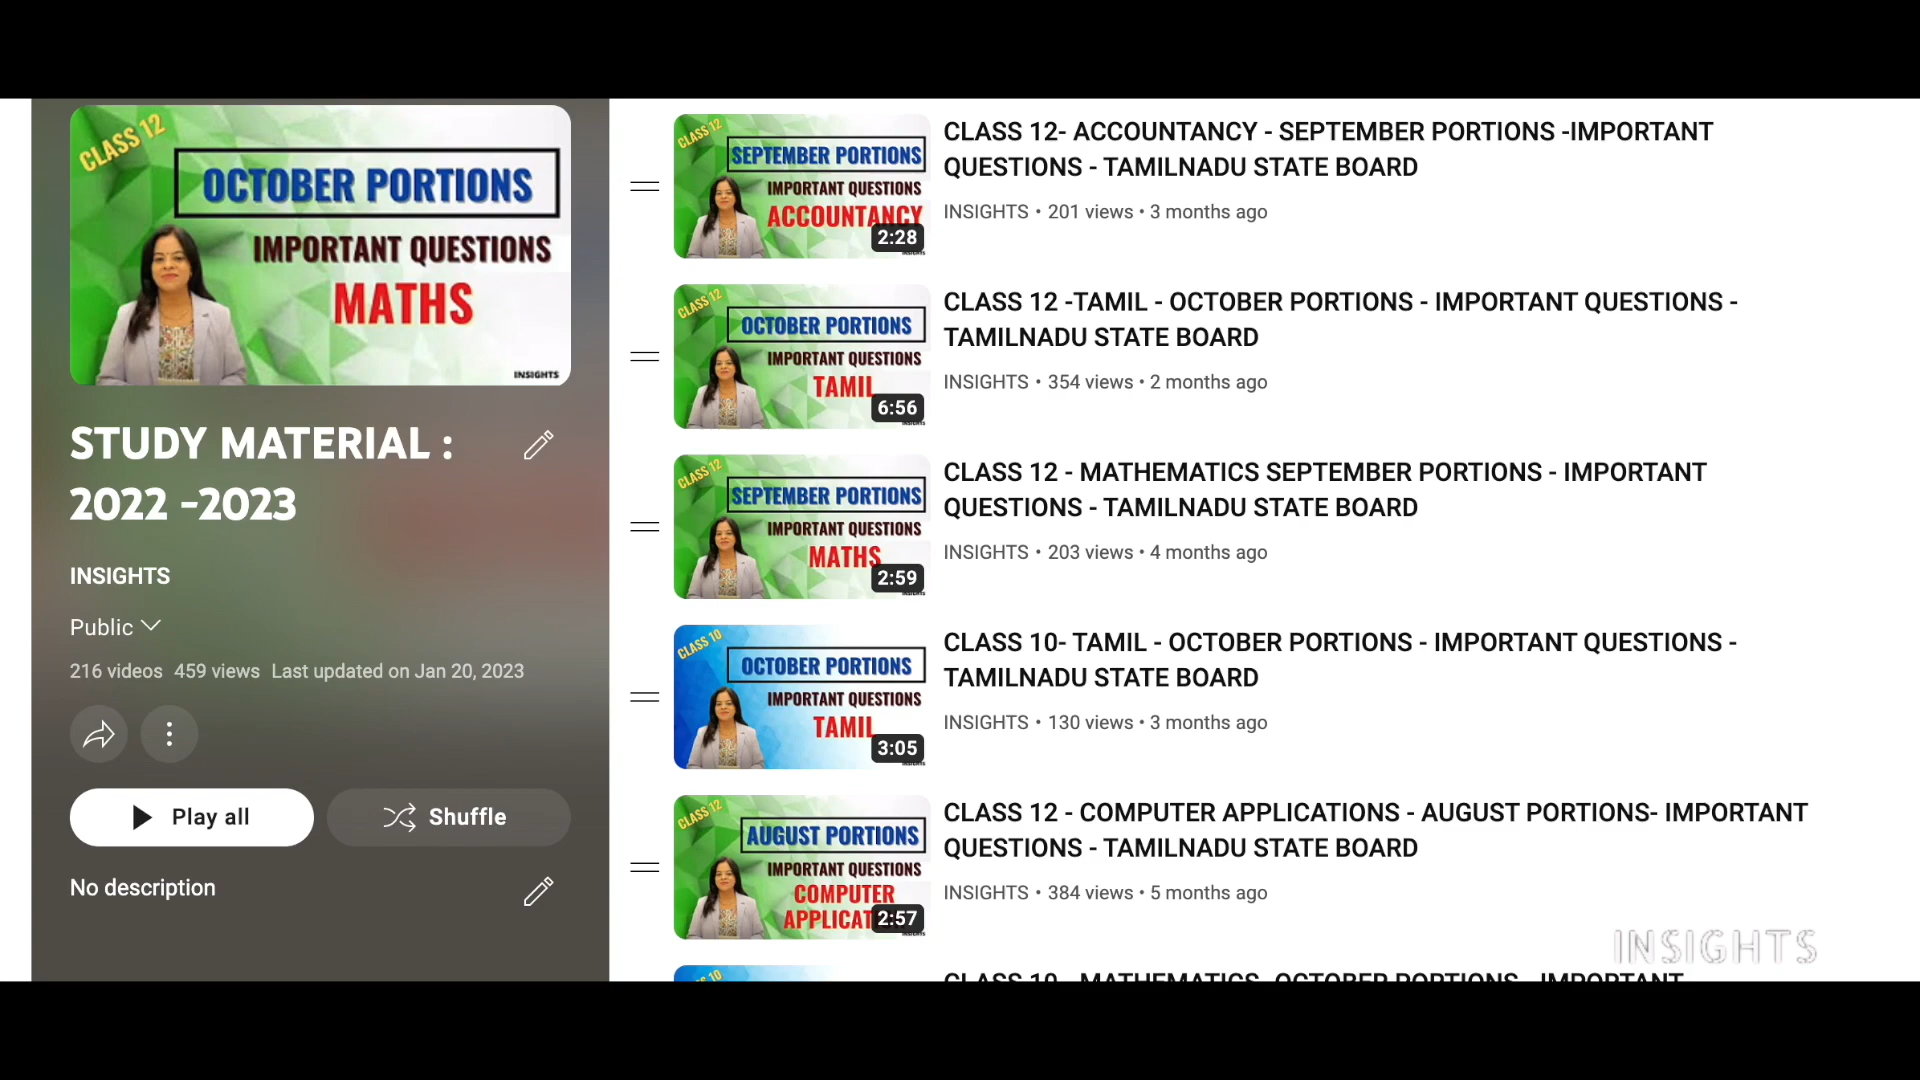 CLASS 12
OCTOBER PORTIONS
IMPORTANT QUESTIONS
MATHS
INSIGHTS
STUDY MATERIAL :
2022 -2023
INSIGHTS
Public
216 videos 459 views Last updated on Jan 20, 2023
Play all
Shuffle
No description
CLASS 12
SEPTEMBER PORTIONS
IMPORTANT QUESTIONS
ACCOUNTANCY
2:28
CLASS 12- ACCOUNTANCY - SEPTEMBER PORTIONS -IMPORTANT
QUESTIONS - TAMILNADU STATE BOARD
INSIGHTS • 201 views • 3 months ago
CLASS 12
OCTOBER PORTIONS
IMPORTANT QUESTIONS
TAMIL
6:56
CLASS 12 -TAMIL - OCTOBER PORTIONS - IMPORTANT QUESTIONS -
TAMILNADU STATE BOARD
INSIGHTS • 354 views • 2 months ago
CLASS 12
SEPTEMBER PORTIONS
IMPORTANT QUESTIONS
MATHS
2:59
CLASS 12 - MATHEMATICS SEPTEMBER PORTIONS - IMPORTANT
QUESTIONS - TAMILNADU STATE BOARD
INSIGHTS • 203 views • 4 months ago
CLASS 10
OCTOBER PORTIONS
IMPORTANT QUESTIONS
TAMIL
3:05
CLASS 10- TAMIL - OCTOBER PORTIONS - IMPORTANT QUESTIONS -
TAMILNADU STATE BOARD
INSIGHTS • 130 views • 3 months ago
CLASS 12
AUGUST PORTIONS
IMPORTANT QUESTIONS
COMPUTER
APPLICAT
2:57
CLASS 12 - COMPUTER APPLICATIONS - AUGUST PORTIONS- IMPORTANT
QUESTIONS - TAMILNADU STATE BOARD
INSIGHTS • 384 views • 5 months ago
INSIGHTS
10
CLASS 10 - MATHEMATICS -OCTOBER PORTIONS - IMPORTANT